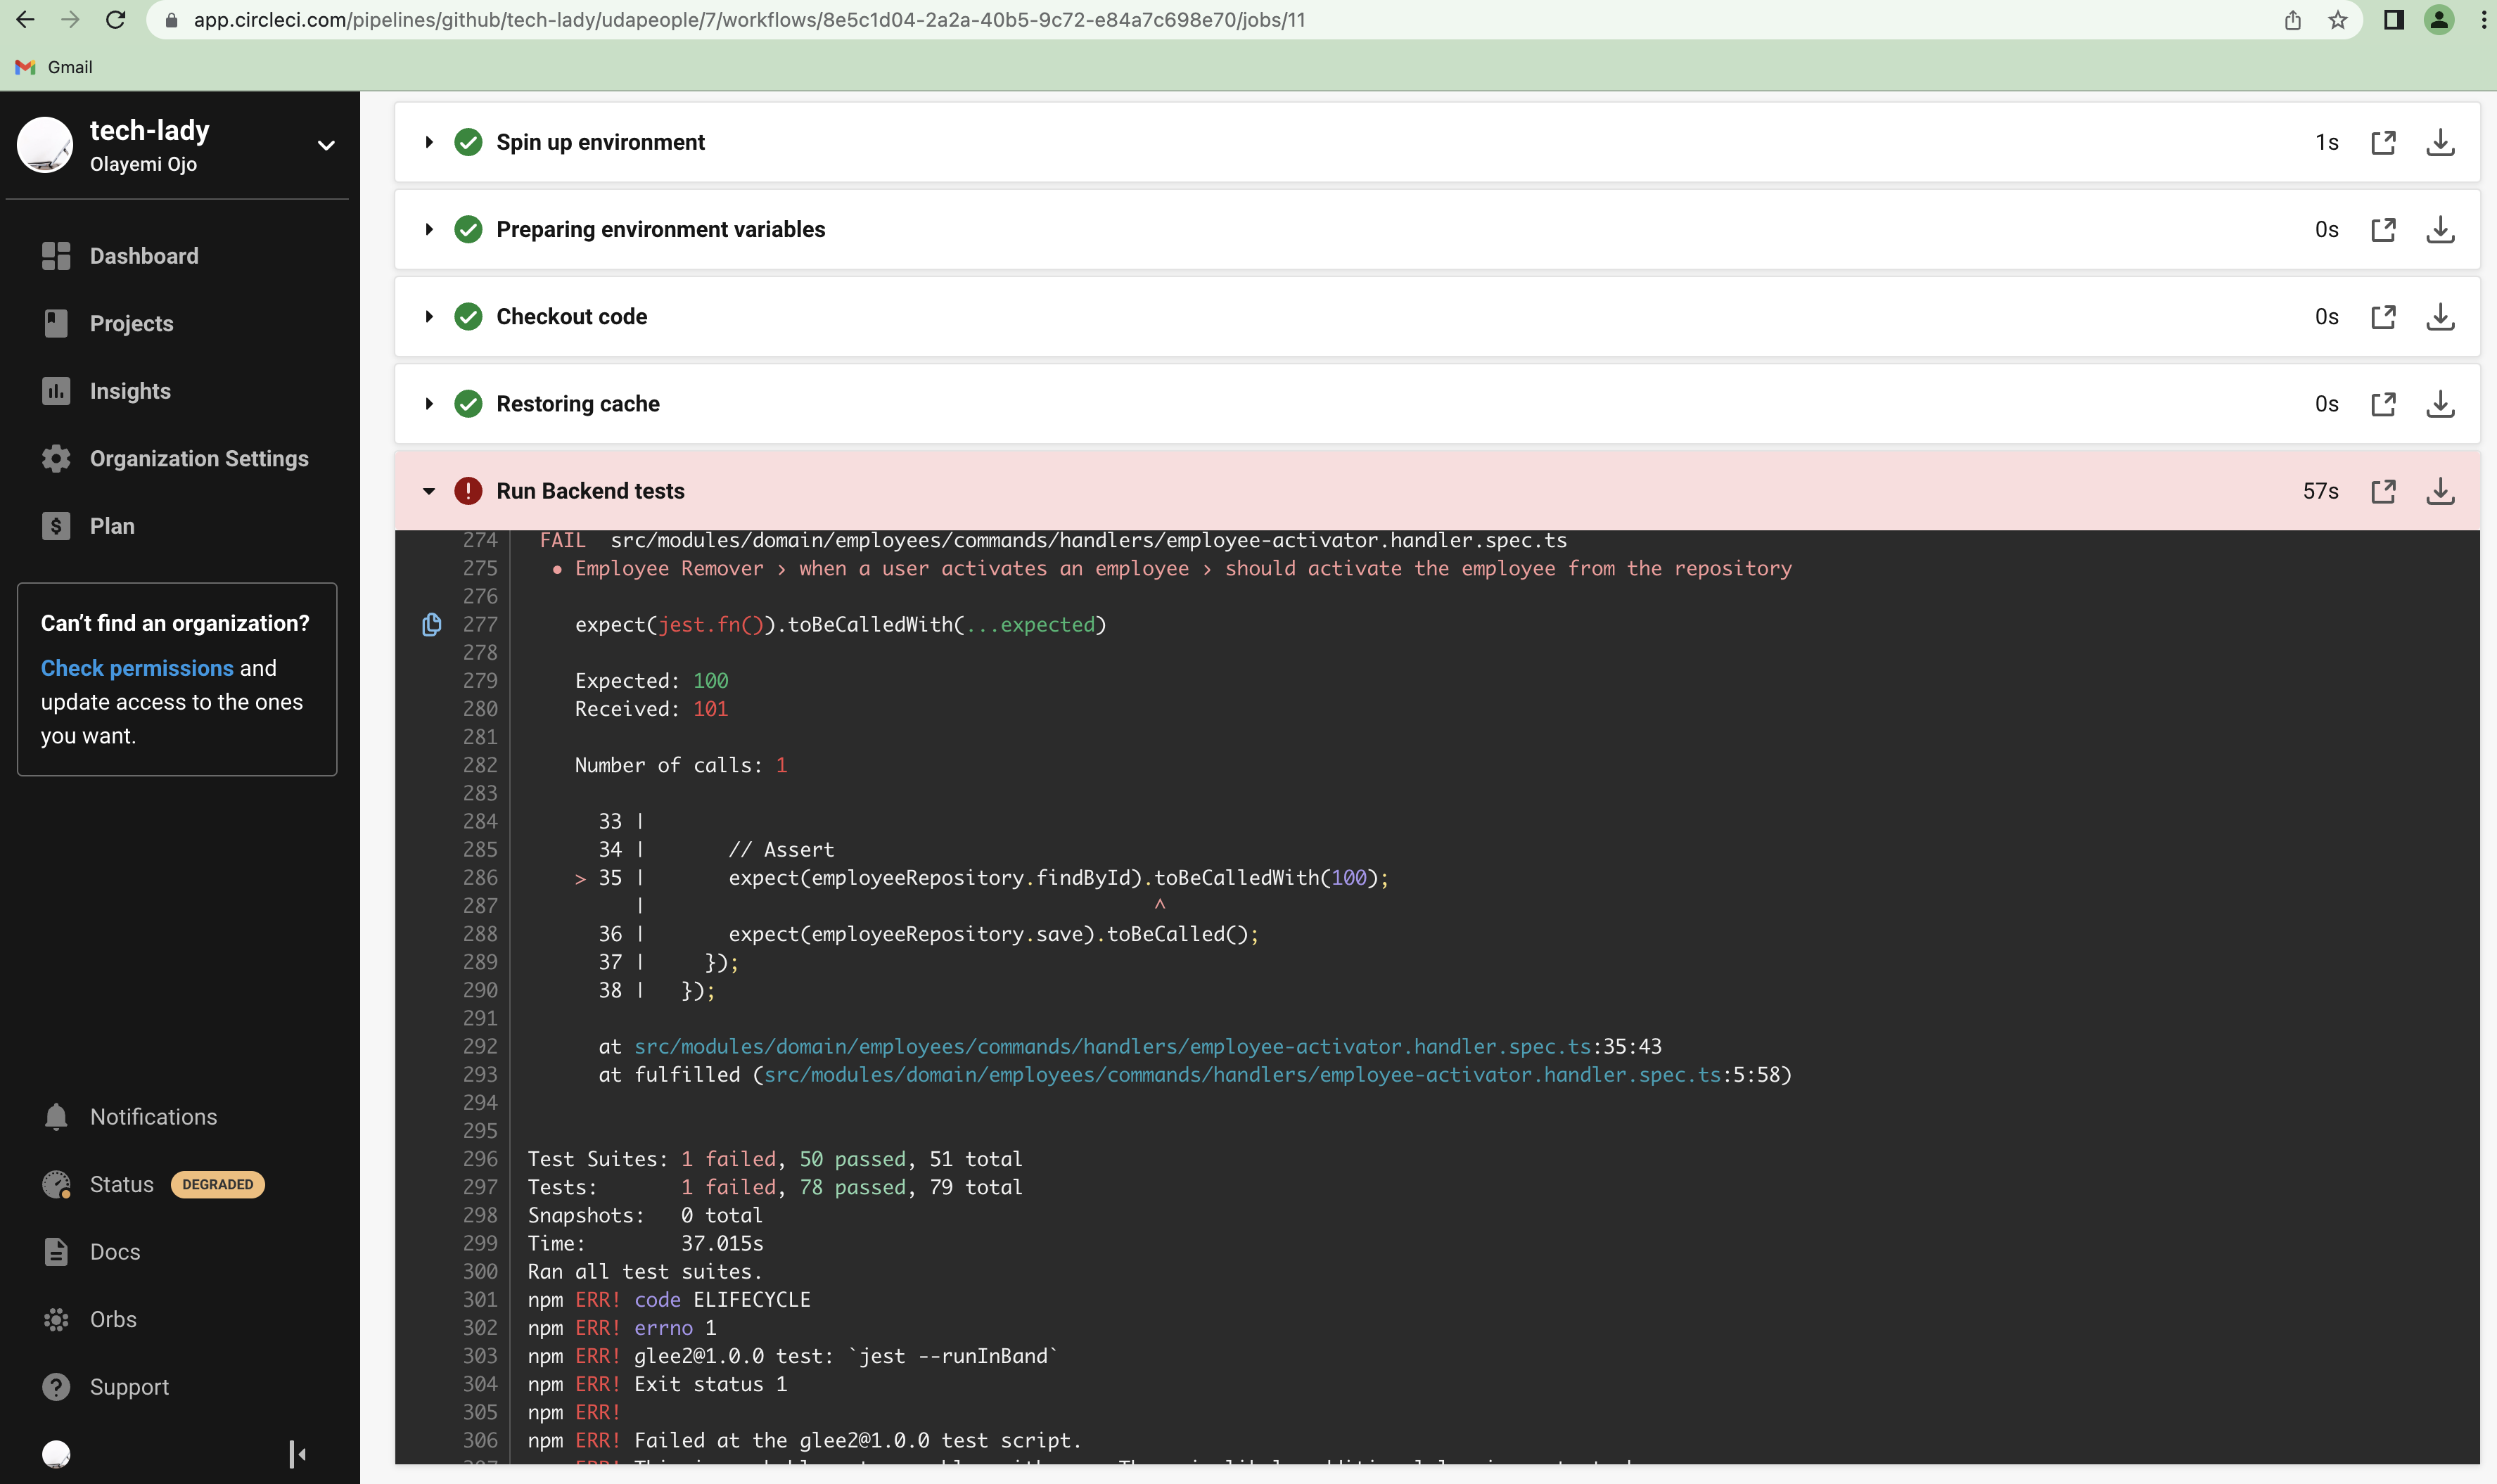 app.circleci.com/pipelines/github/tech-lady/udapeople/7/workflows/8e5c1d04-2a2a-40b5-9c72-e84a7c698e70/jobs/11
Gmail
tech-lady
Olayemi Ojo
Dashboard
Projects
Insights
Organization Settings
$ Plan
Can't find an organization?
Check permissions and
update access to the ones
you want.
Notifications
Status DEGRADED
Docs
Orbs
? Support
Spin up environment 1s
Preparing environment variables 0s
Checkout code 0s
Restoring cache 0s
! Run Backend tests 57s
274 FAIL src/modules/domain/employees/commands/handlers/employee-activator.handler.spec.ts
275 ● Employee Remover › when a user activates an employee › should activate the employee from the repository
276
277 expect(jest.fn()).toBeCalledWith(...expected)
278
279 Expected: 100
280 Received: 101
281
282 Number of calls: 1
283
284 33 |
285 34 | // Assert
286 > 35 | expect(employeeRepository.findById).toBeCalledWith(100);
287 | ^
288 36 | expect(employeeRepository.save).toBeCalled();
289 37 | });
290 38 | });
291
292 at src/modules/domain/employees/commands/handlers/employee-activator.handler.spec.ts:35:43
293 at fulfilled (src/modules/domain/employees/commands/handlers/employee-activator.handler.spec.ts:5:58)
294
295
296 Test Suites: 1 failed, 50 passed, 51 total
297 Tests: 1 failed, 78 passed, 79 total
298 Snapshots: 0 total
299 Time: 37.015s
300 Ran all test suites.
301 npm ERR! code ELIFECYCLE
302 npm ERR! errno 1
303 npm ERR! glee2@1.0.0 test: `jest --runInBand`
304 npm ERR! Exit status 1
305 npm ERR!
306 npm ERR! Failed at the glee2@1.0.0 test script.